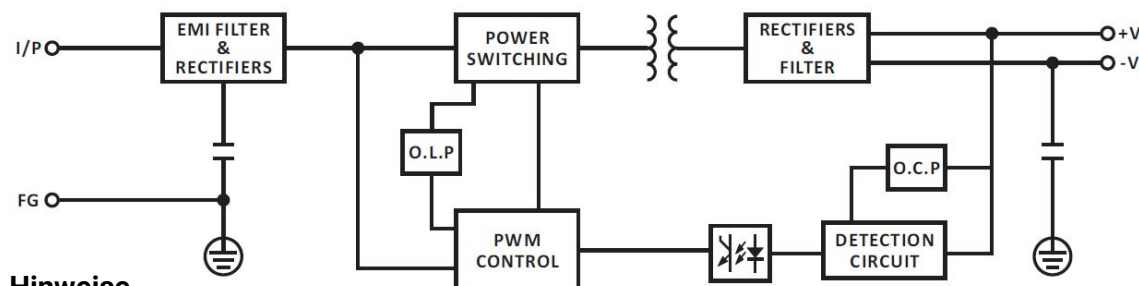 I/P
EMI FILTER
&
RECTIFIERS
POWER
SWITCHING
RECTIFIERS
&
FILTER
+V
-V
O.L.P
O.C.P
FG
PWM
CONTROL
DETECTION
CIRCUIT
Hinweise